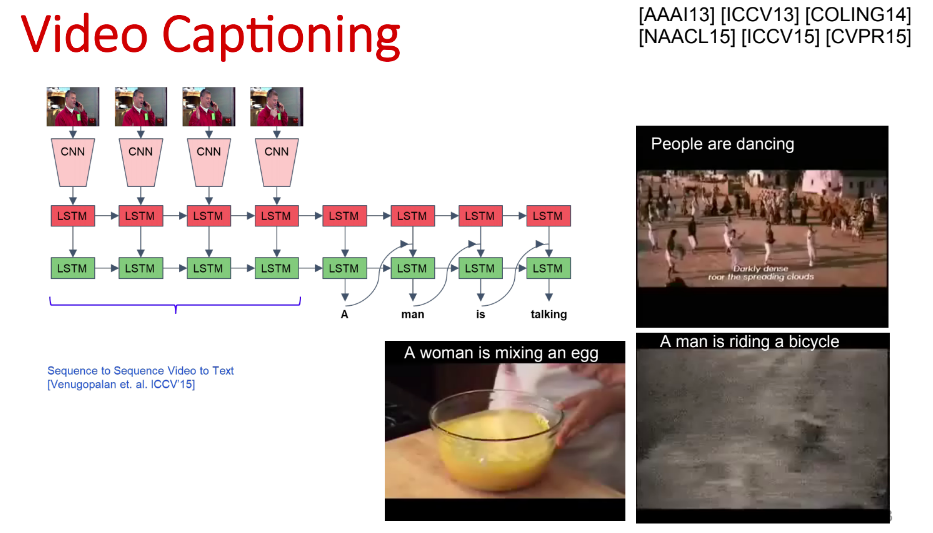 Video Captioning
[AAAI13] [ICCV13] [COLING14]
[NAACL15] [ICCV15] [CVPR15]
CNN CNN CNN CNN
LSTM LSTM LSTM LSTM LSTM LSTM LSTM LSTM
LSTM LSTM LSTM LSTM LSTM LSTM LSTM LSTM
A man is talking
Sequence to Sequence Video to Text
[Venugopalan et. al. ICCV'15]
People are dancing
Darkly dense
roar the spreading clouds
A woman is mixing an egg
A man is riding a bicycle